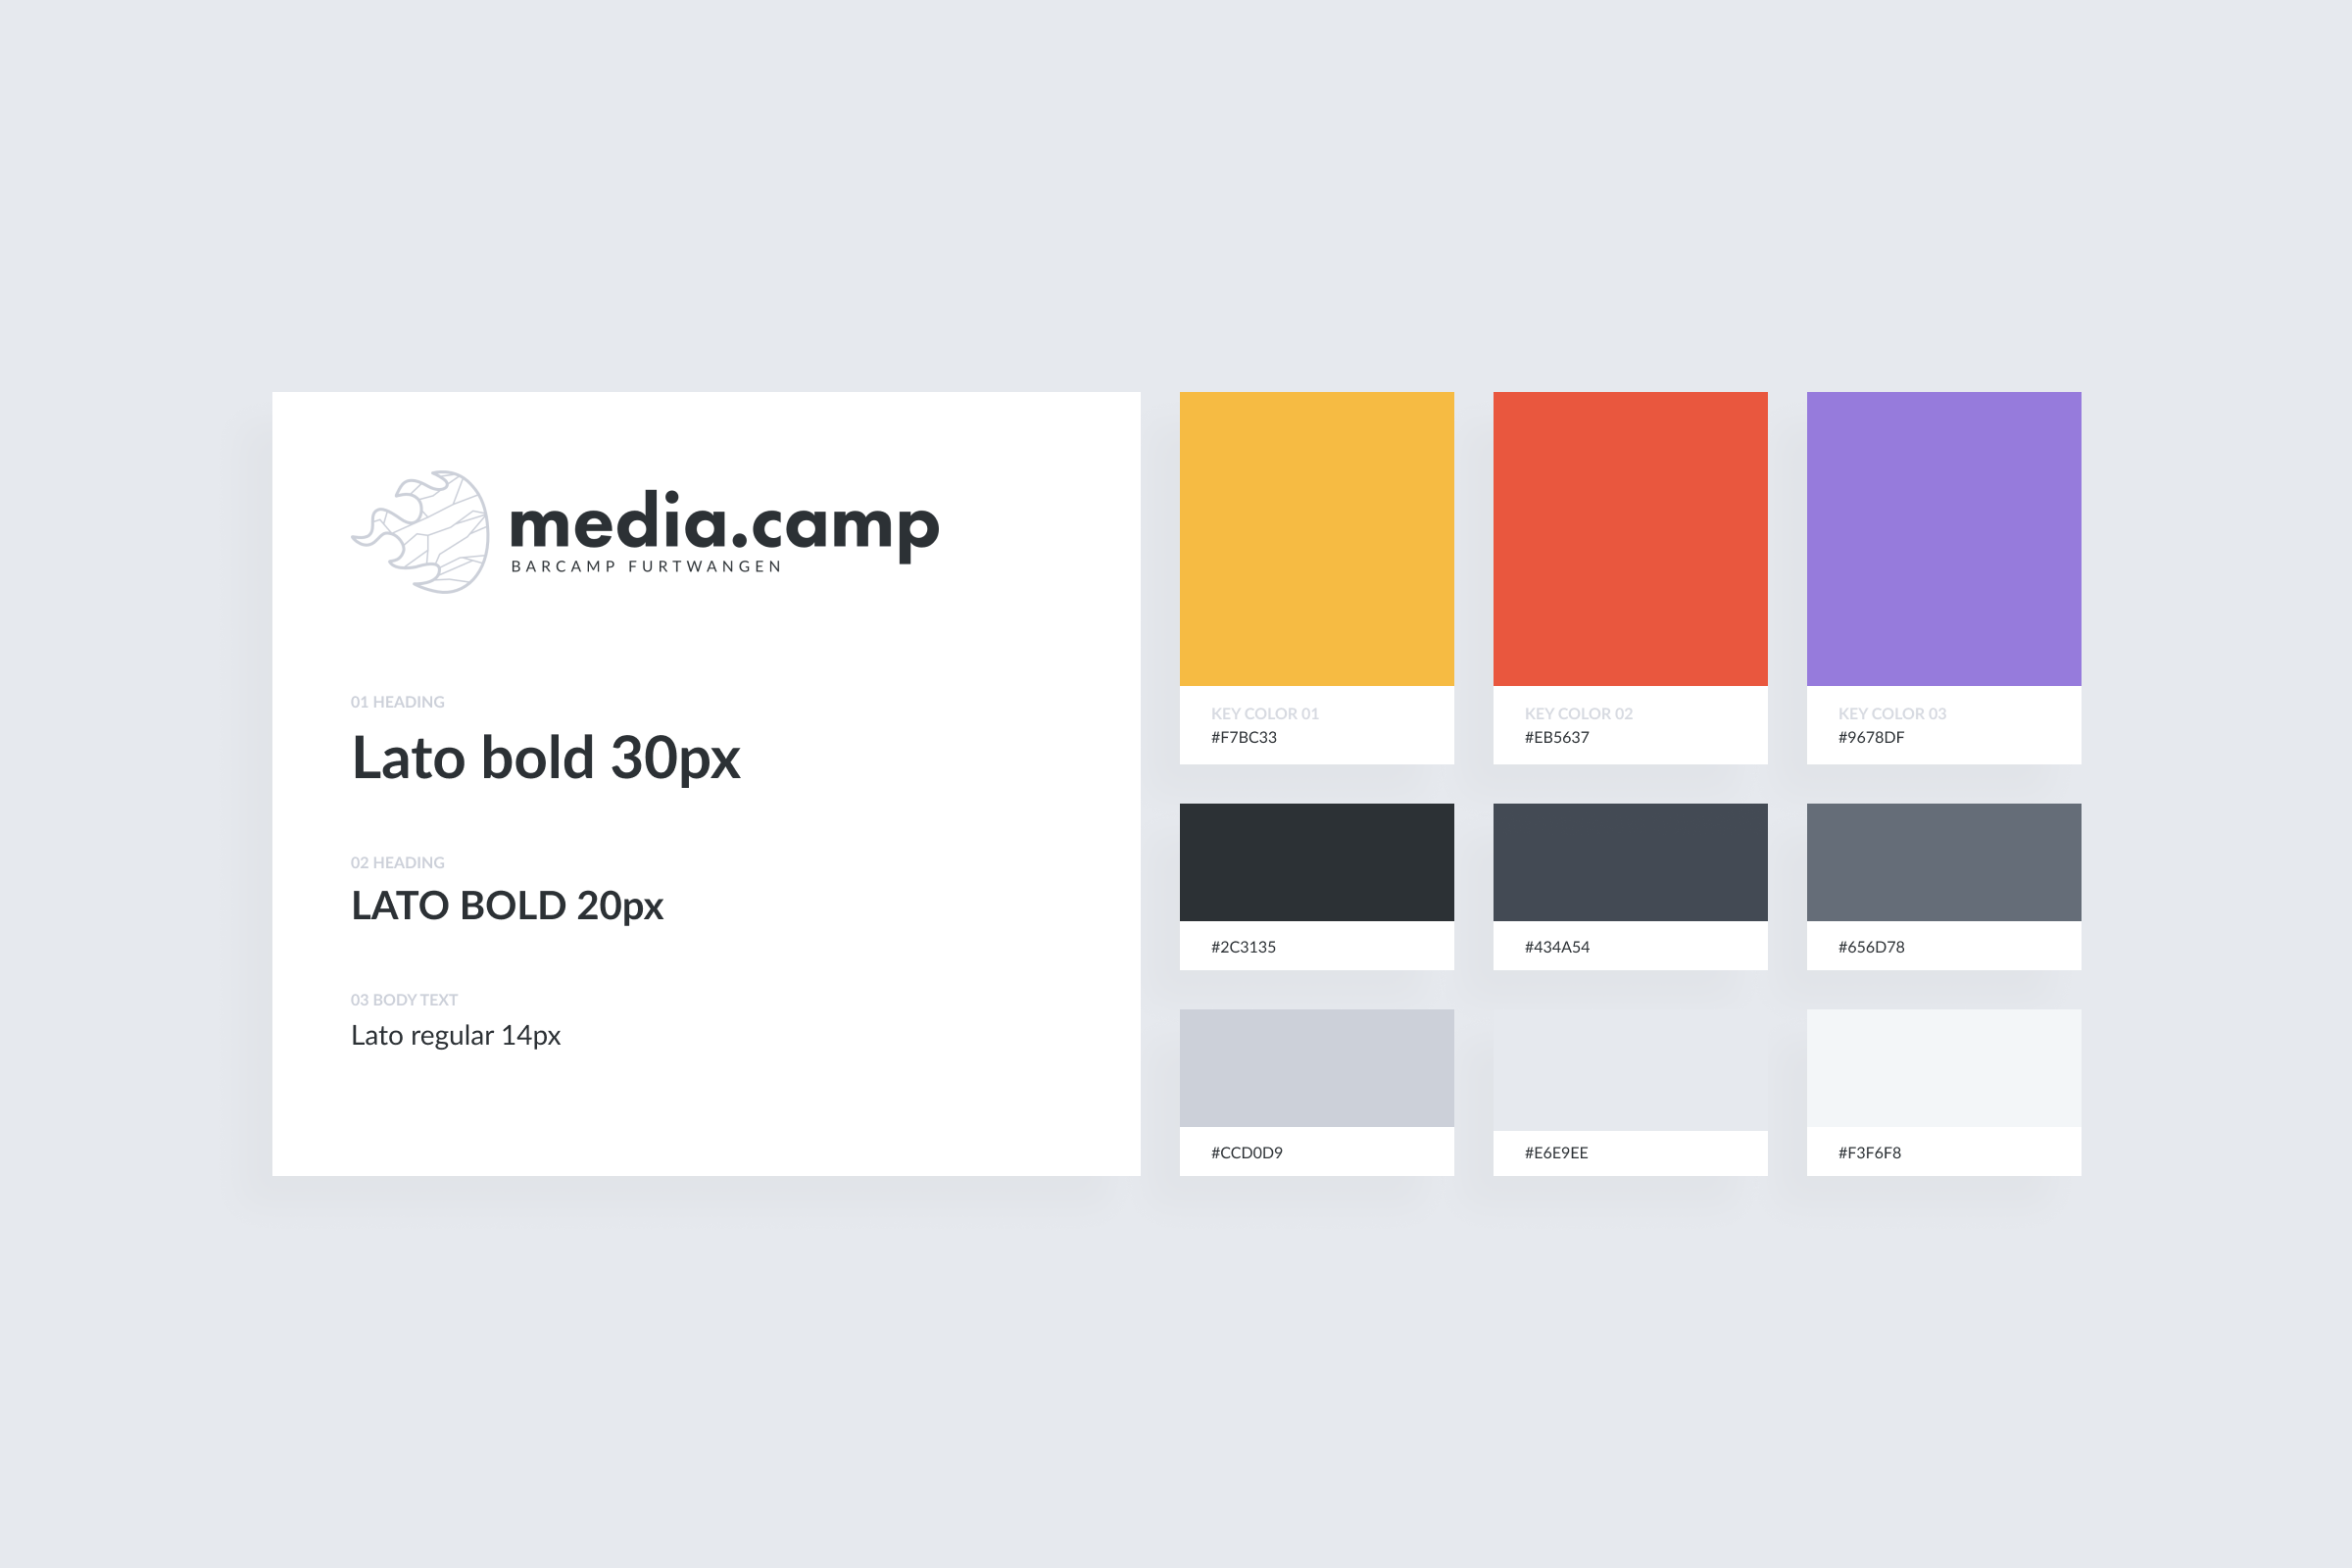 media.camp
BARCAMP FURTWANGEN
01 HEADING
Lato bold 30px
02 HEADING
LATO BOLD 20px
03 BODY TEXT
Lato regular 14px
KEY COLOR 01
#F7BC33
KEY COLOR 02
#EB5637
KEY COLOR 03
#9678DF
#2C3135
#434A54
#656D78
#CCD0D9
#E6E9EE
#F3F6F8